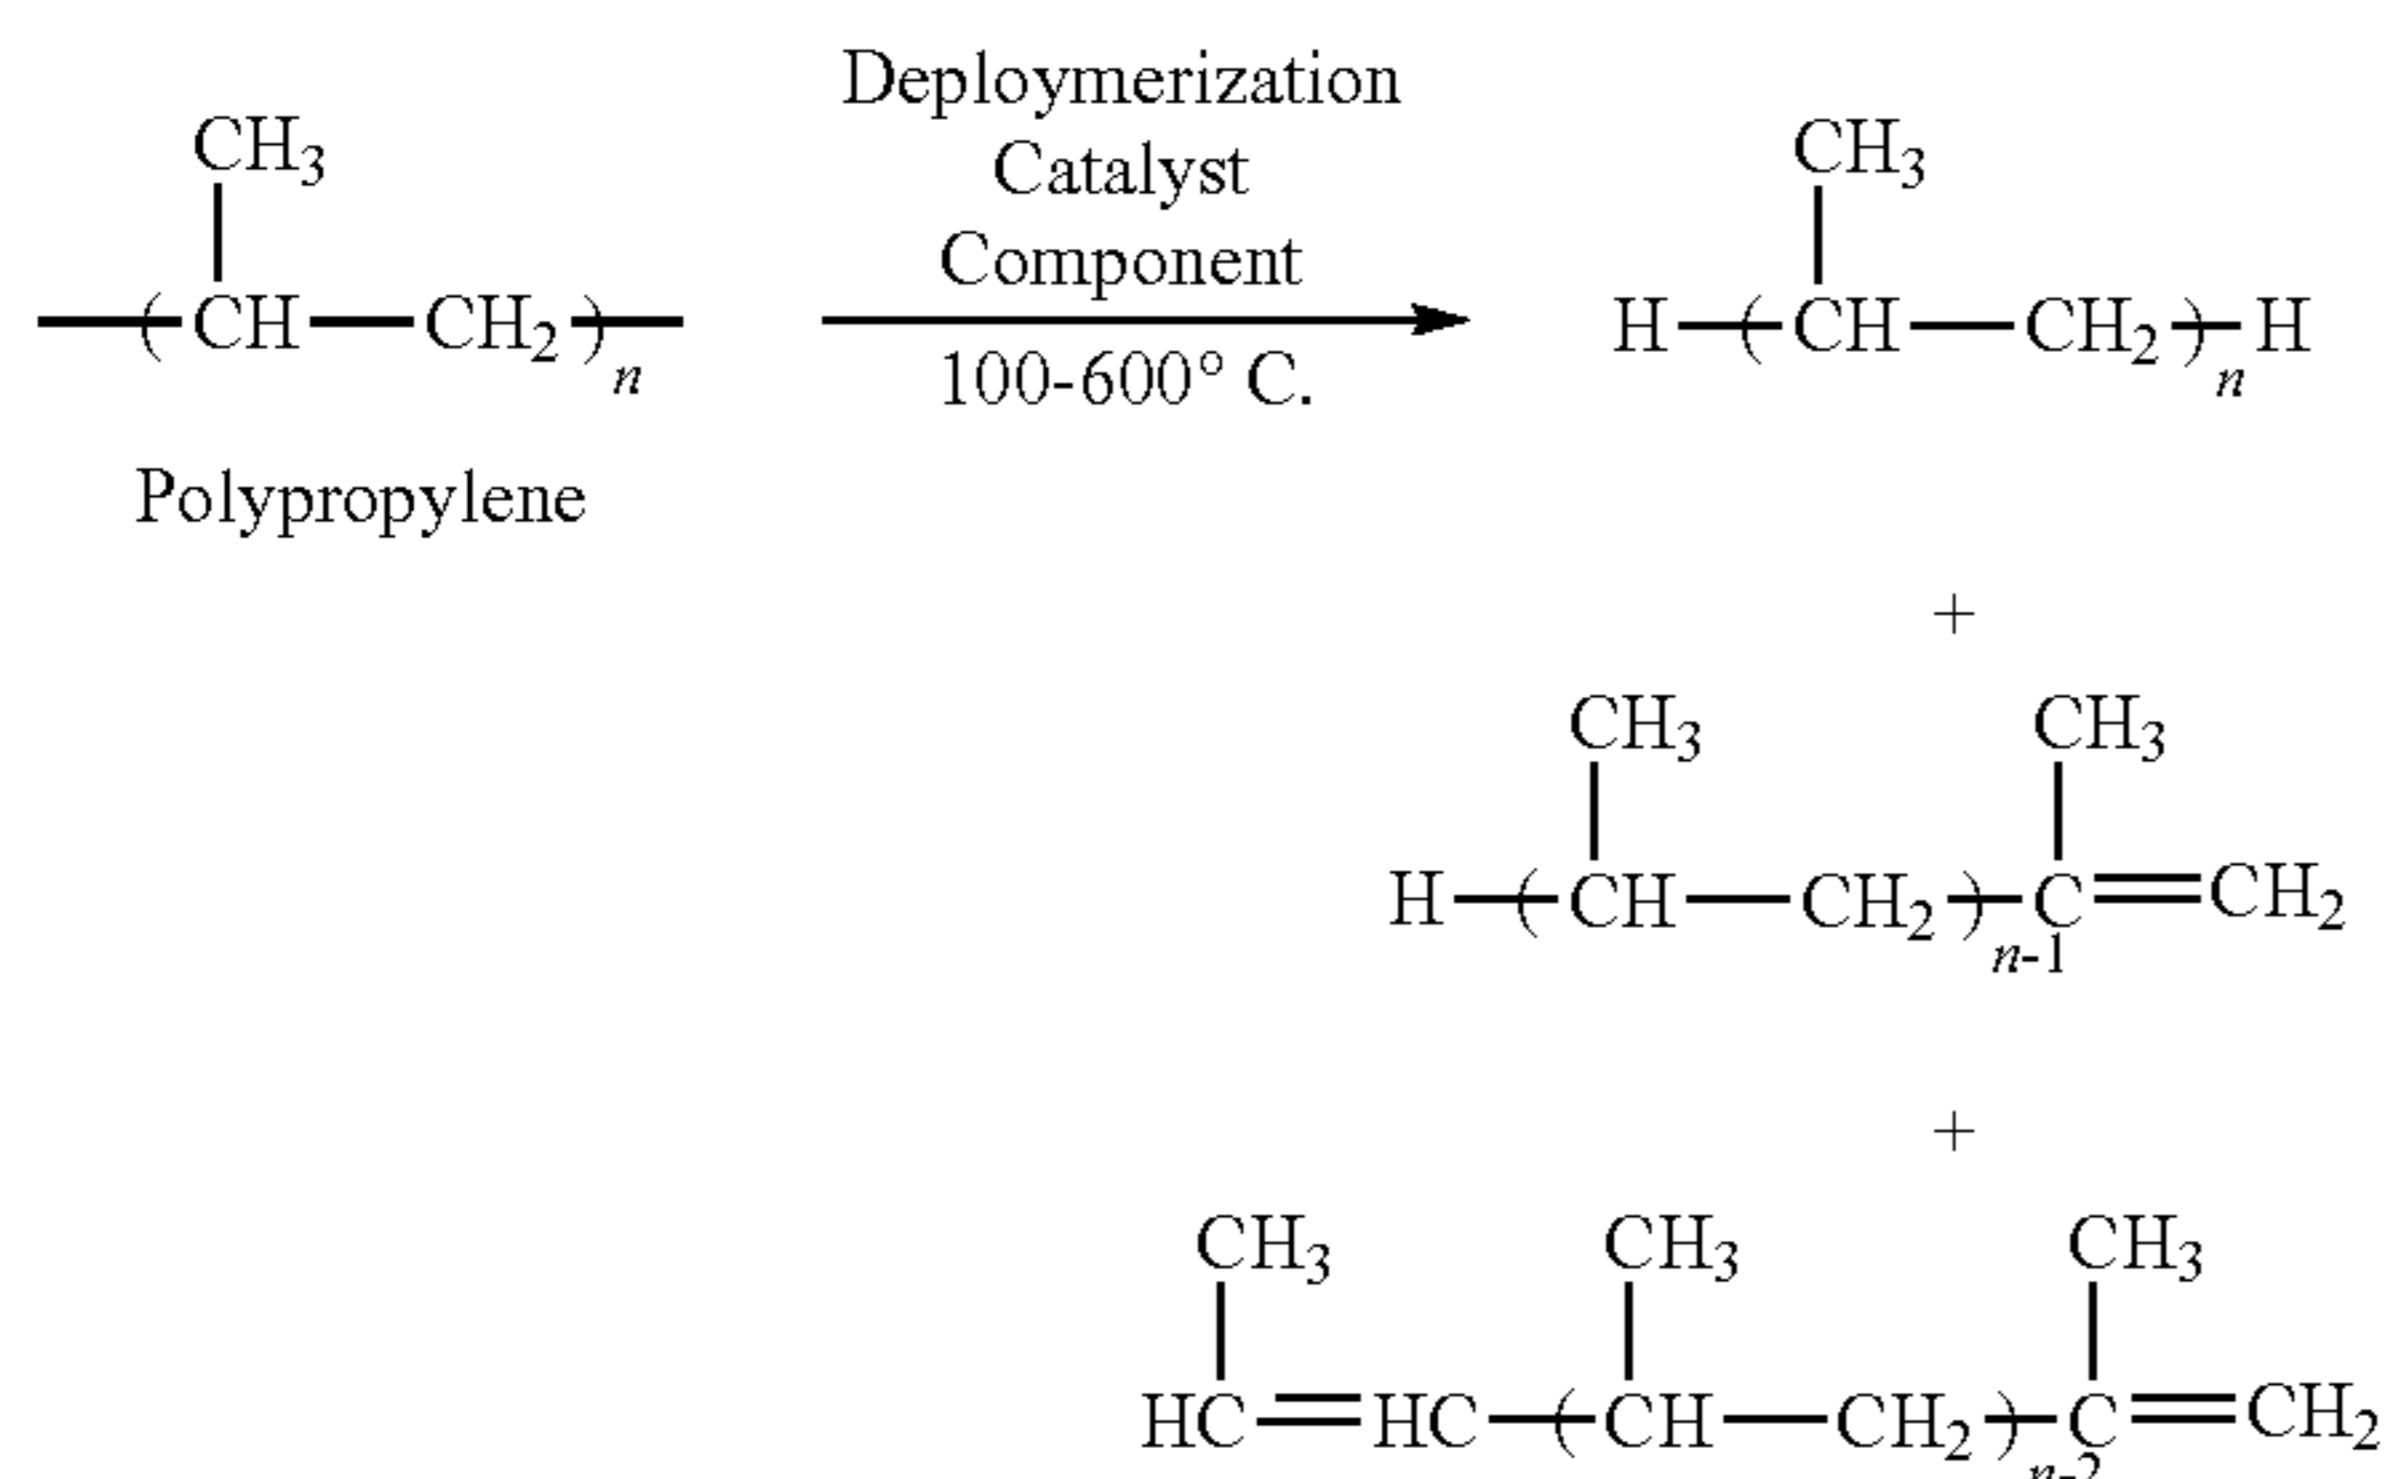 Deploymerization
Catalyst
Component
100-600° C.
CH3 CH3
CH CH2 n H CH CH2 n H
Polypropylene
+
CH3 CH3
H CH CH2 n-1 C CH2
+
CH3 CH3 CH3
HC HC CH CH2 n-2 C CH2